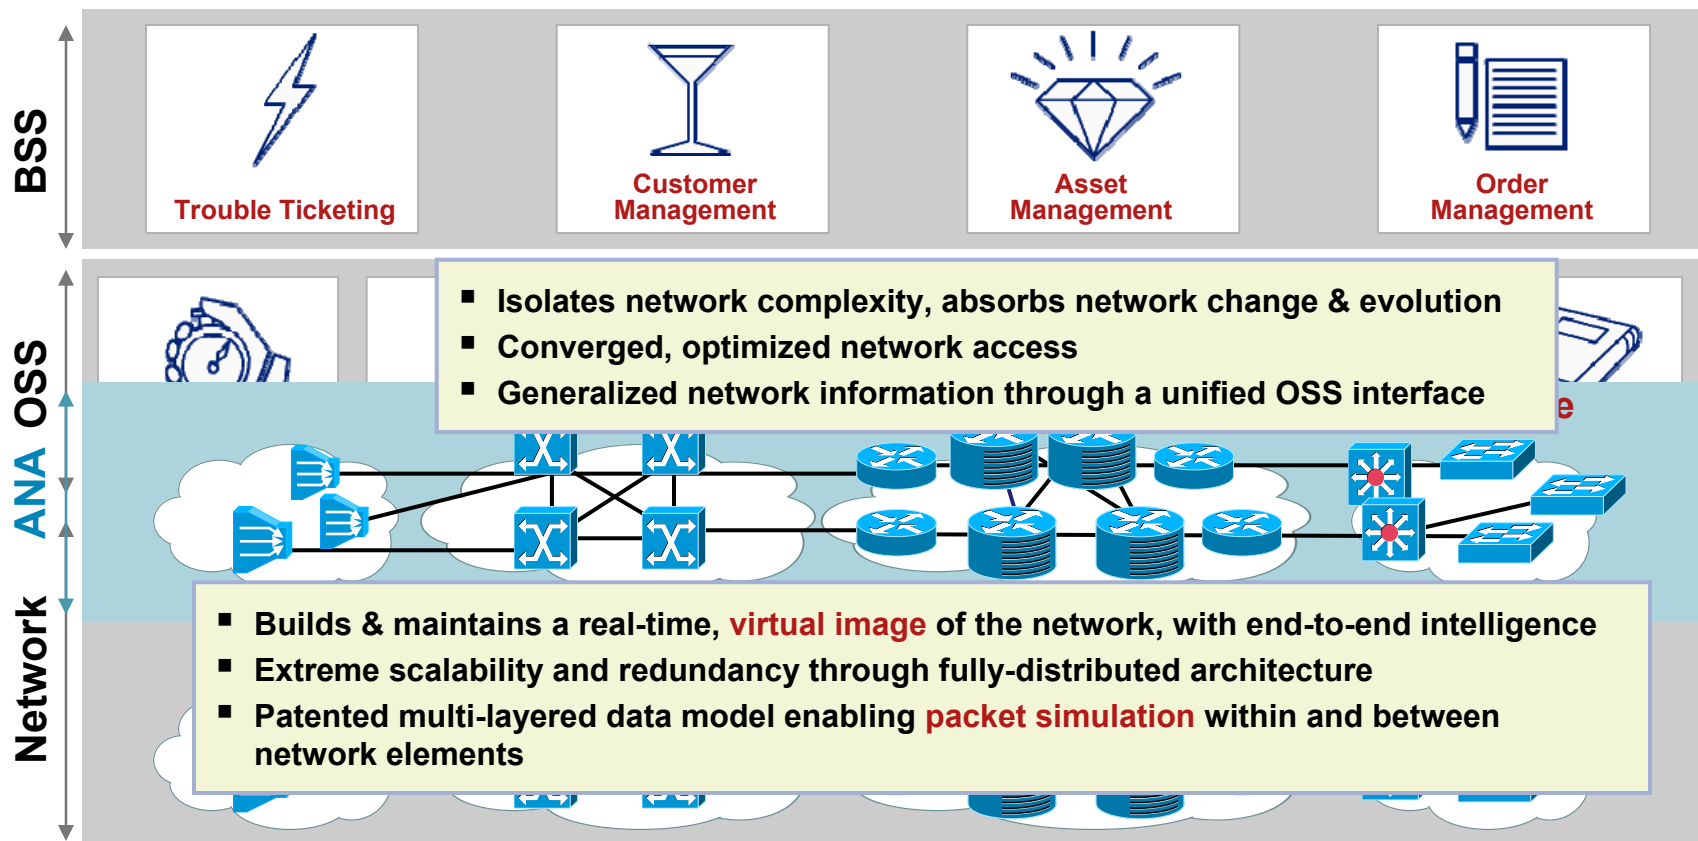 BSS
Trouble Ticketing
Customer
Management
Asset
Management
Order
Management
OSS
▪ Isolates network complexity, absorbs network change & evolution
▪ Converged, optimized network access
▪ Generalized network information through a unified OSS interface
e
ANA
Network
▪ Builds & maintains a real-time, virtual image of the network, with end-to-end intelligence
▪ Extreme scalability and redundancy through fully-distributed architecture
▪ Patented multi-layered data model enabling packet simulation within and between
network elements